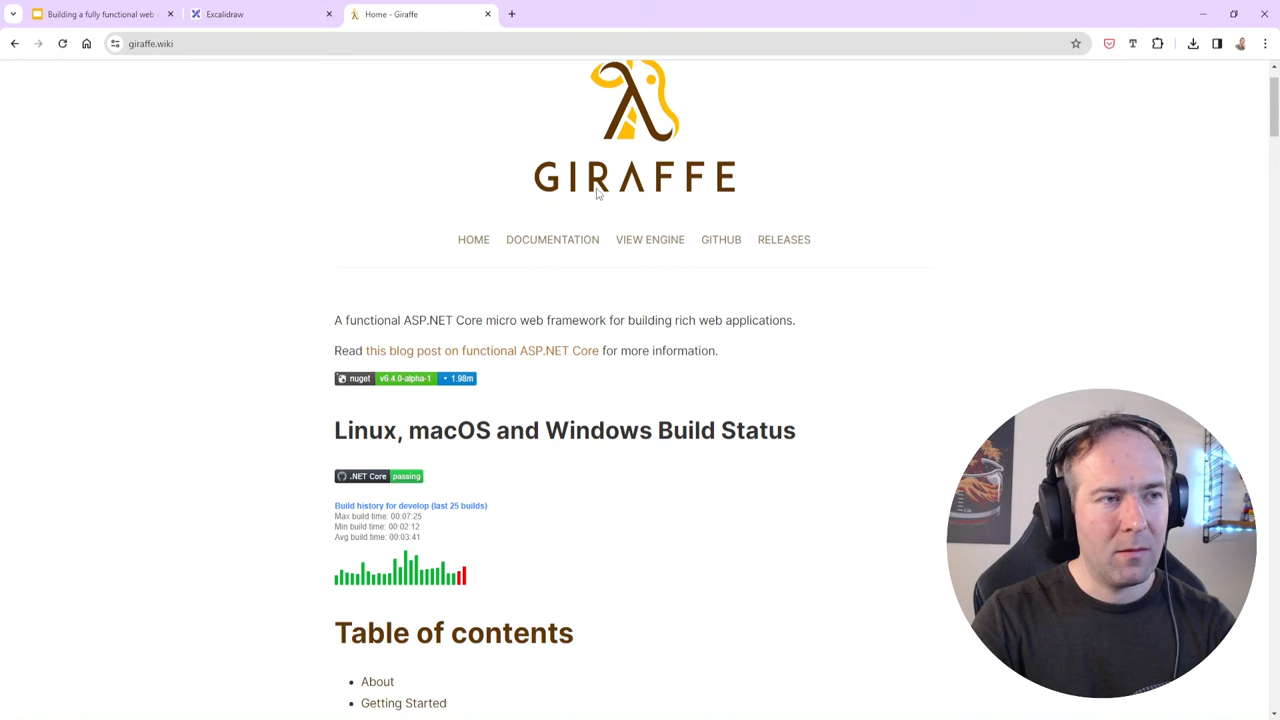 Building a fully functional web
Excalidraw
Home - Giraffe
giraffe.wiki
GIRAFFE
HOME DOCUMENTATION VIEW ENGINE GITHUB RELEASES
A functional ASP.NET Core micro web framework for building rich web applications.
Read this blog post on functional ASP.NET Core for more information.
nuget v6.4.0-alpha-1 1.98m
Linux, macOS and Windows Build Status
.NET Core passing
Build history for develop (last 25 builds)
Max build time: 00:07:25
Min build time: 00:02:12
Avg build time: 00:03:41
Table of contents
• About
• Getting Started